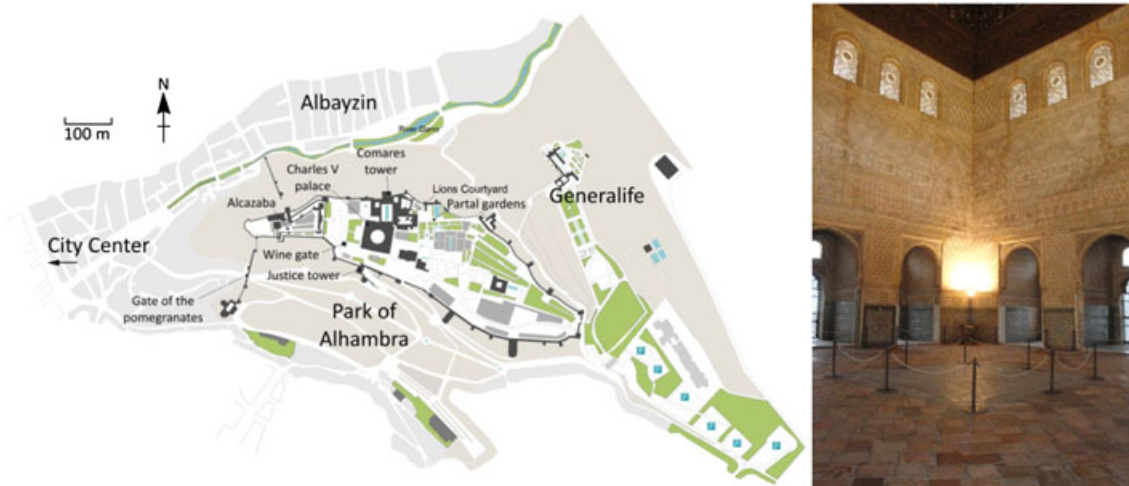 N
100 m
Albayzin
River Darro
Comares
tower
Charles V
palace
Lions Courtyard
Partal gardens
Generalife
Alcazaba
City Center
Wine gate
Justice tower
Gate of the
pomegranates
Park of
Alhambra
P
P
P
P
P
P